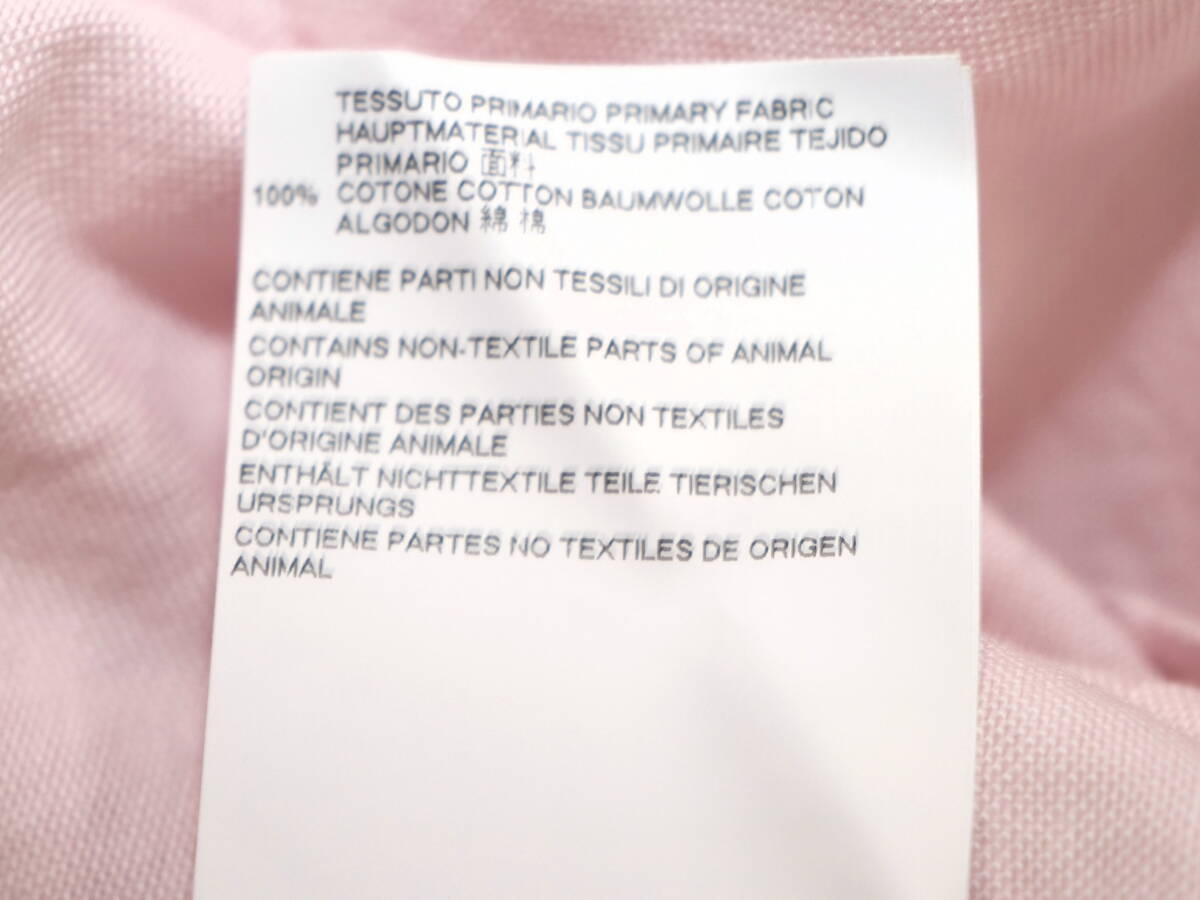 TESSUTO PRIMARIO PRIMARY FABRIC
HAUPTMATERIAL TISSU PRIMAIRE TEJIDO
PRIMARIO 面料
100% COTONE COTTON BAUMWOLLE COTON
ALGODON 綿 棉
CONTIENE PARTI NON TESSILI DI ORIGINE
ANIMALE
CONTAINS NON-TEXTILE PARTS OF ANIMAL
ORIGIN
CONTIENT DES PARTIES NON TEXTILES
D'ORIGINE ANIMALE
ENTHÄLT NICHTTEXTILE TEILE TIERISCHEN
URSPRUNGS
CONTIENE PARTES NO TEXTILES DE ORIGEN
ANIMAL